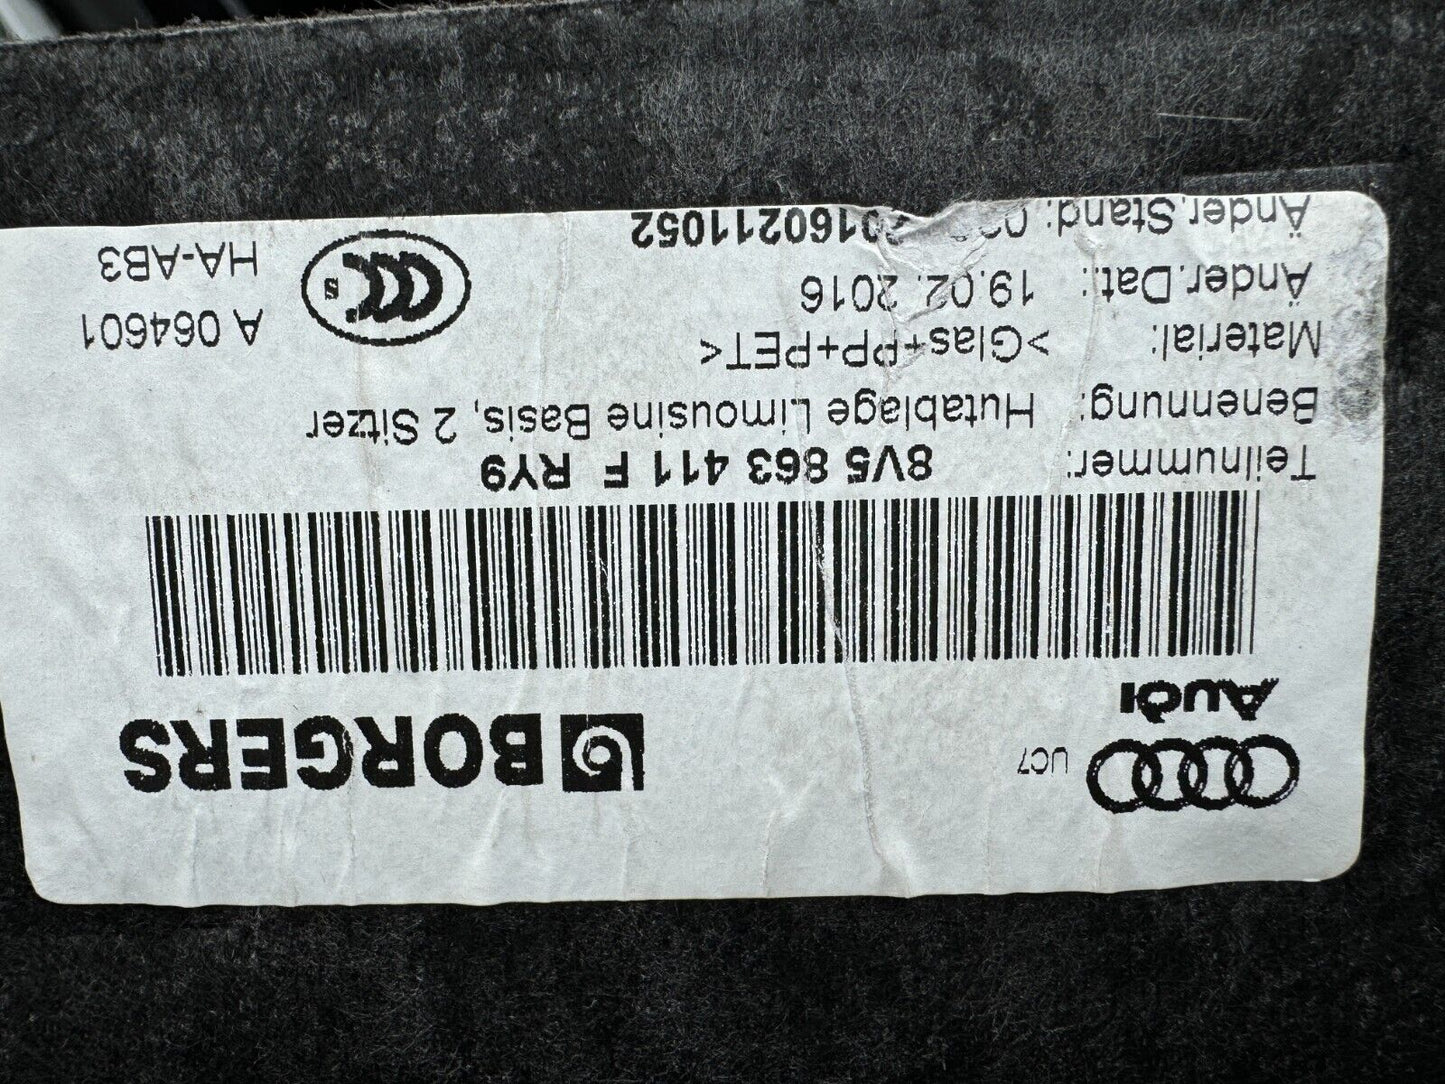 UC7
Audi
BORGERS
Teilnummer: 8V5 863 411 F RY9
Benennung: Hutablage Limousine Basis, 2 Sitzer
Material: >Glas+PP+PET<
Änder.Dat.: 19.02.2016
Änder.Stand: 20160211052
A 064601
CCC S
HA-AB3